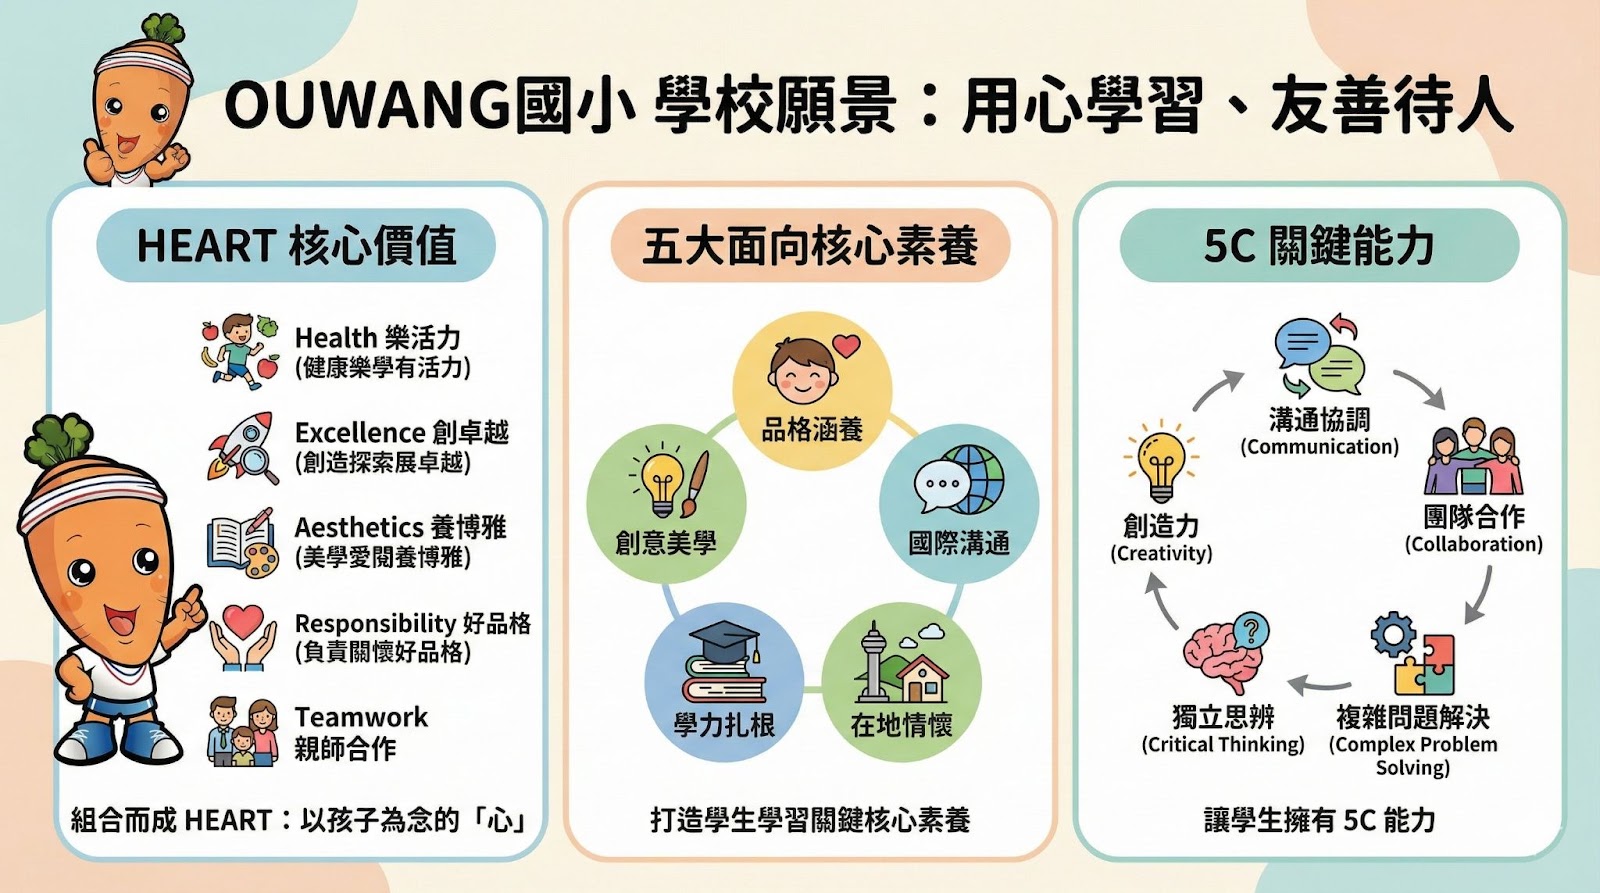 OUWANG國小 學校願景：用心學習、友善待人
HEART 核心價值
Health 樂活力
(健康樂學有活力)
Excellence 創卓越
(創造探索展卓越)
Aesthetics 養博雅
(美學愛閱養博雅)
Responsibility 好品格
(負責關懷好品格)
Teamwork
親師合作
組合而成 HEART：以孩子為念的「心」
五大面向核心素養
品格涵養
國際溝通
在地情懷
學力扎根
創意美學
打造學生學習關鍵核心素養
5C 關鍵能力
溝通協調
(Communication)
團隊合作
(Collaboration)
複雜問題解決
(Complex Problem
Solving)
獨立思辨
(Critical Thinking)
?
創造力
(Creativity)
讓學生擁有 5C 能力